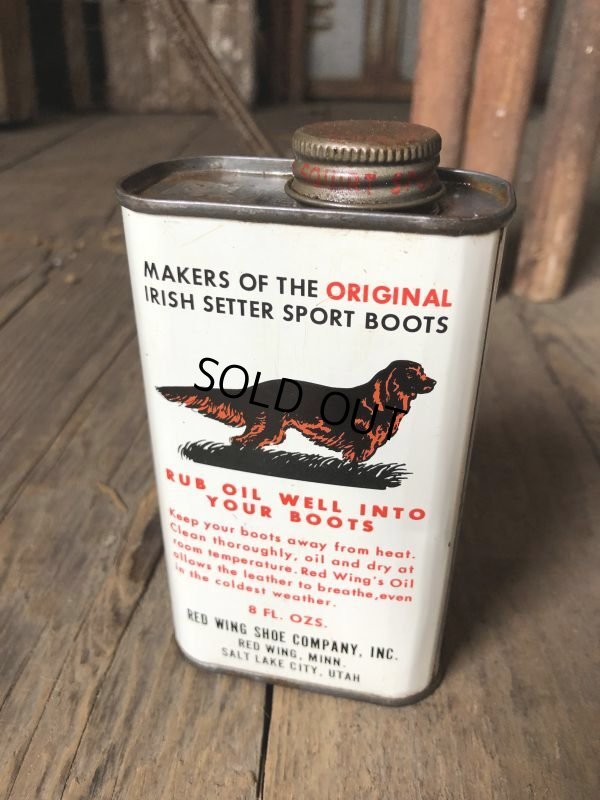 MAKERS OF THE ORIGINAL
IRISH SETTER SPORT BOOTS
SOLD OUT
RUB OIL WELL INTO
YOUR BOOTS
Keep your boots away from heat.
Clean thoroughly, oil and dry at
room temperature. Red Wing's Oil
allows the leather to breathe, even
in the coldest weather.
8 FL. OZS.
RED WING SHOE COMPANY, INC.
RED WING, MINN.
SALT LAKE CITY, UTAH